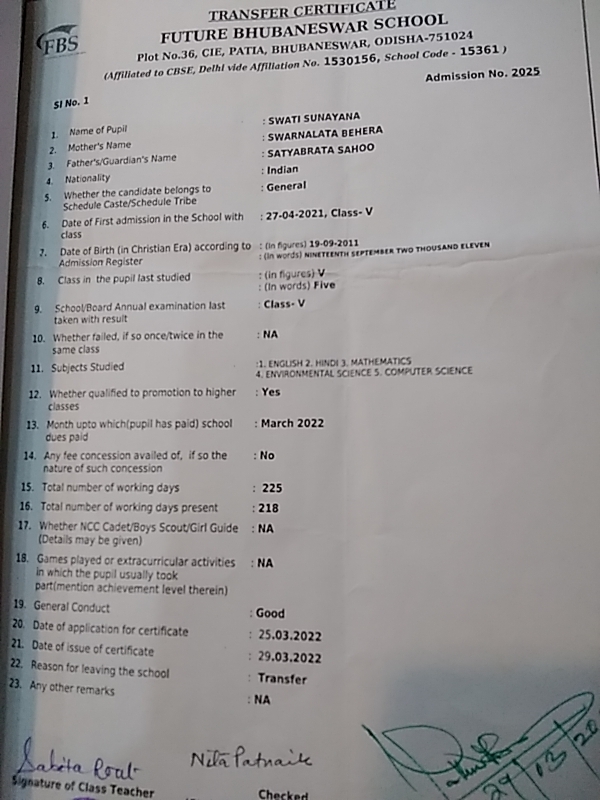 TRANSFER CERTIFICATE
FBS
FUTURE BHUBANESWAR SCHOOL
Plot No.36, CIE, PATIA, BHUBANESWAR, ODISHA-751024
(Affiliated to CBSE, Delhi vide Affiliation No. 1530156, School Code - 15361 )
Admission No. 2025
Sl No. 1
1. Name of Pupil : SWATI SUNAYANA
2. Mother's Name : SWARNALATA BEHERA
3. Father's/Guardian's Name : SATYABRATA SAHOO
4. Nationality : Indian
5. Whether the candidate belongs to : General
Schedule Caste/Schedule Tribe
6. Date of First admission in the School with : 27-04-2021, Class- V
class
7. Date of Birth (in Christian Era) according to : (In figures) 19-09-2011
Admission Register : (In words) NINETEENTH SEPTEMBER TWO THOUSAND ELEVEN
8. Class in the pupil last studied : (in figures) V
: (In words) Five
9. School/Board Annual examination last : Class- V
taken with result
10. Whether failed, if so once/twice in the : NA
same class
11. Subjects Studied :1. ENGLISH 2. HINDI 3. MATHEMATICS
4. ENVIRONMENTAL SCIENCE 5. COMPUTER SCIENCE
12. Whether qualified to promotion to higher : Yes
classes
13. Month upto which(pupil has paid) school : March 2022
dues paid
14. Any fee concession availed of, if so the : No
nature of such concession
15. Total number of working days : 225
16. Total number of working days present : 218
17. Whether NCC Cadet/Boys Scout/Girl Guide : NA
(Details may be given)
18. Games played or extracurricular activities : NA
in which the pupil usually took
part(mention achievement level therein)
19. General Conduct : Good
20. Date of application for certificate : 25.03.2022
21. Date of issue of certificate : 29.03.2022
22. Reason for leaving the school : Transfer
23. Any other remarks : NA
Sabita Rout Nita Patnaik
29/03/20
Signature of Class Teacher Checked